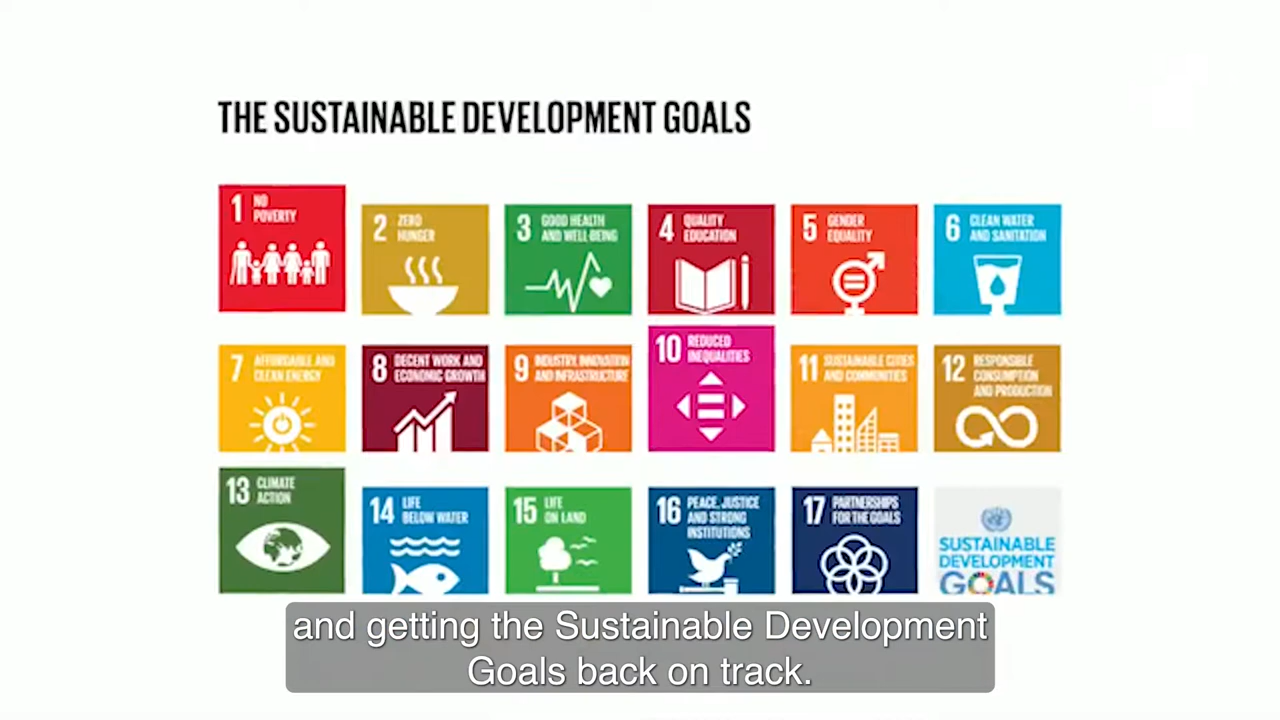 THE SUSTAINABLE DEVELOPMENT GOALS
1 NO
POVERTY
2 ZERO
HUNGER
3 GOOD HEALTH
AND WELL-BEING
4 QUALITY
EDUCATION
5 GENDER
EQUALITY
6 CLEAN WATER
AND SANITATION
7 AFFORDABLE AND
CLEAN ENERGY
8 DECENT WORK AND
ECONOMIC GROWTH
9 INDUSTRY, INNOVATION
AND INFRASTRUCTURE
10 REDUCED
INEQUALITIES
11 SUSTAINABLE CITIES
AND COMMUNITIES
12 RESPONSIBLE
CONSUMPTION
AND PRODUCTION
13 CLIMATE
ACTION
14 LIFE
BELOW WATER
15 LIFE
ON LAND
16 PEACE, JUSTICE
AND STRONG
INSTITUTIONS
17 PARTNERSHIPS
FOR THE GOALS
SUSTAINABLE
DEVELOPMENT
GOALS
and getting the Sustainable Development
Goals back on track.